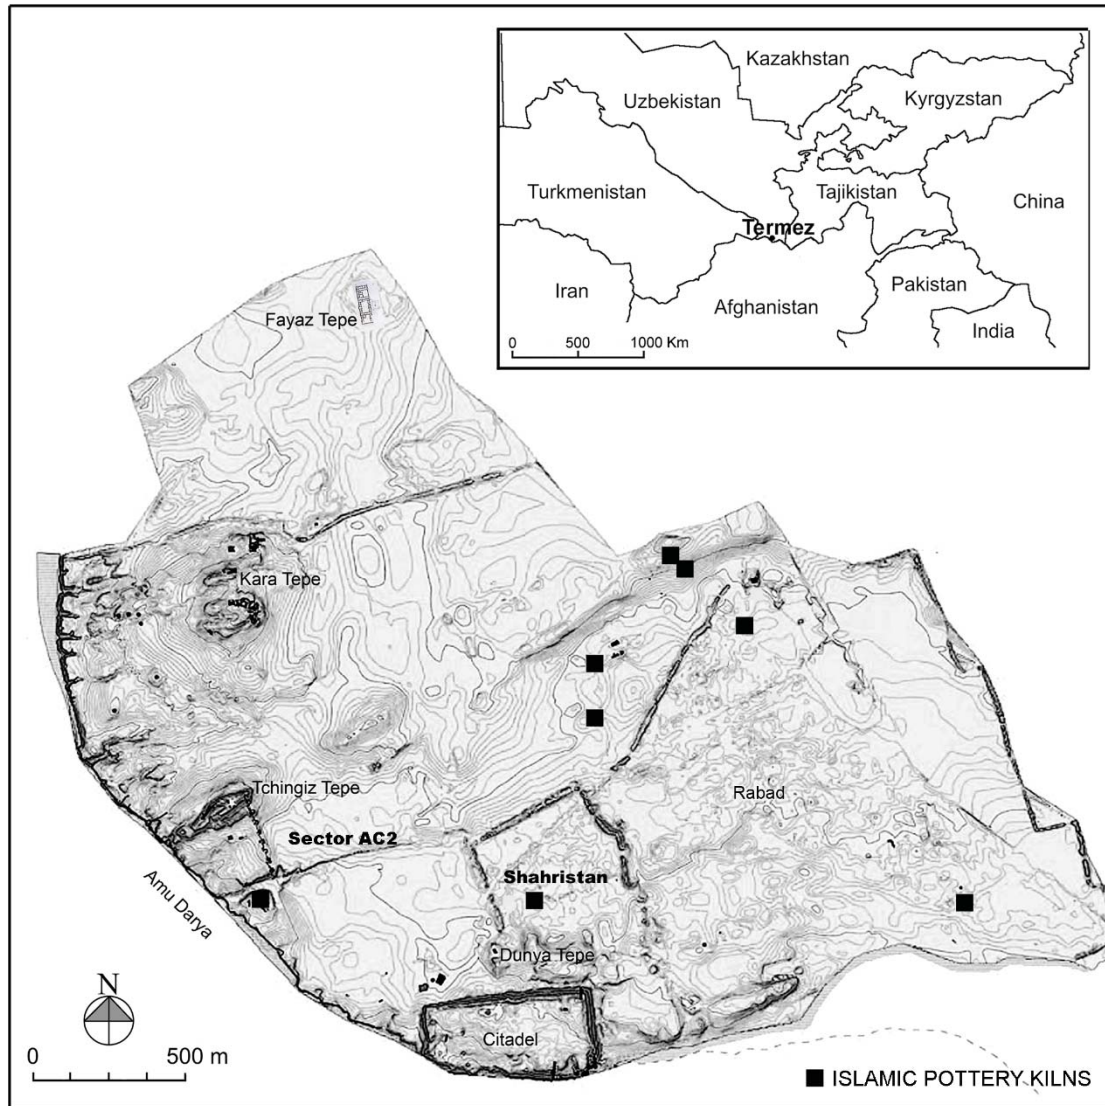 Kazakhstan
Uzbekistan
Kyrgyzstan
Turkmenistan
Tajikistan
China
Termez
Iran
Afghanistan
Pakistan
India
0 500 1000 Km
Fayaz Tepe
Kara Tepe
Tchingiz Tepe
Rabad
Sector AC2
Shahristan
Amu Darya
Dunya Tepe
N
Citadel
0 500 m
ISLAMIC POTTERY KILNS